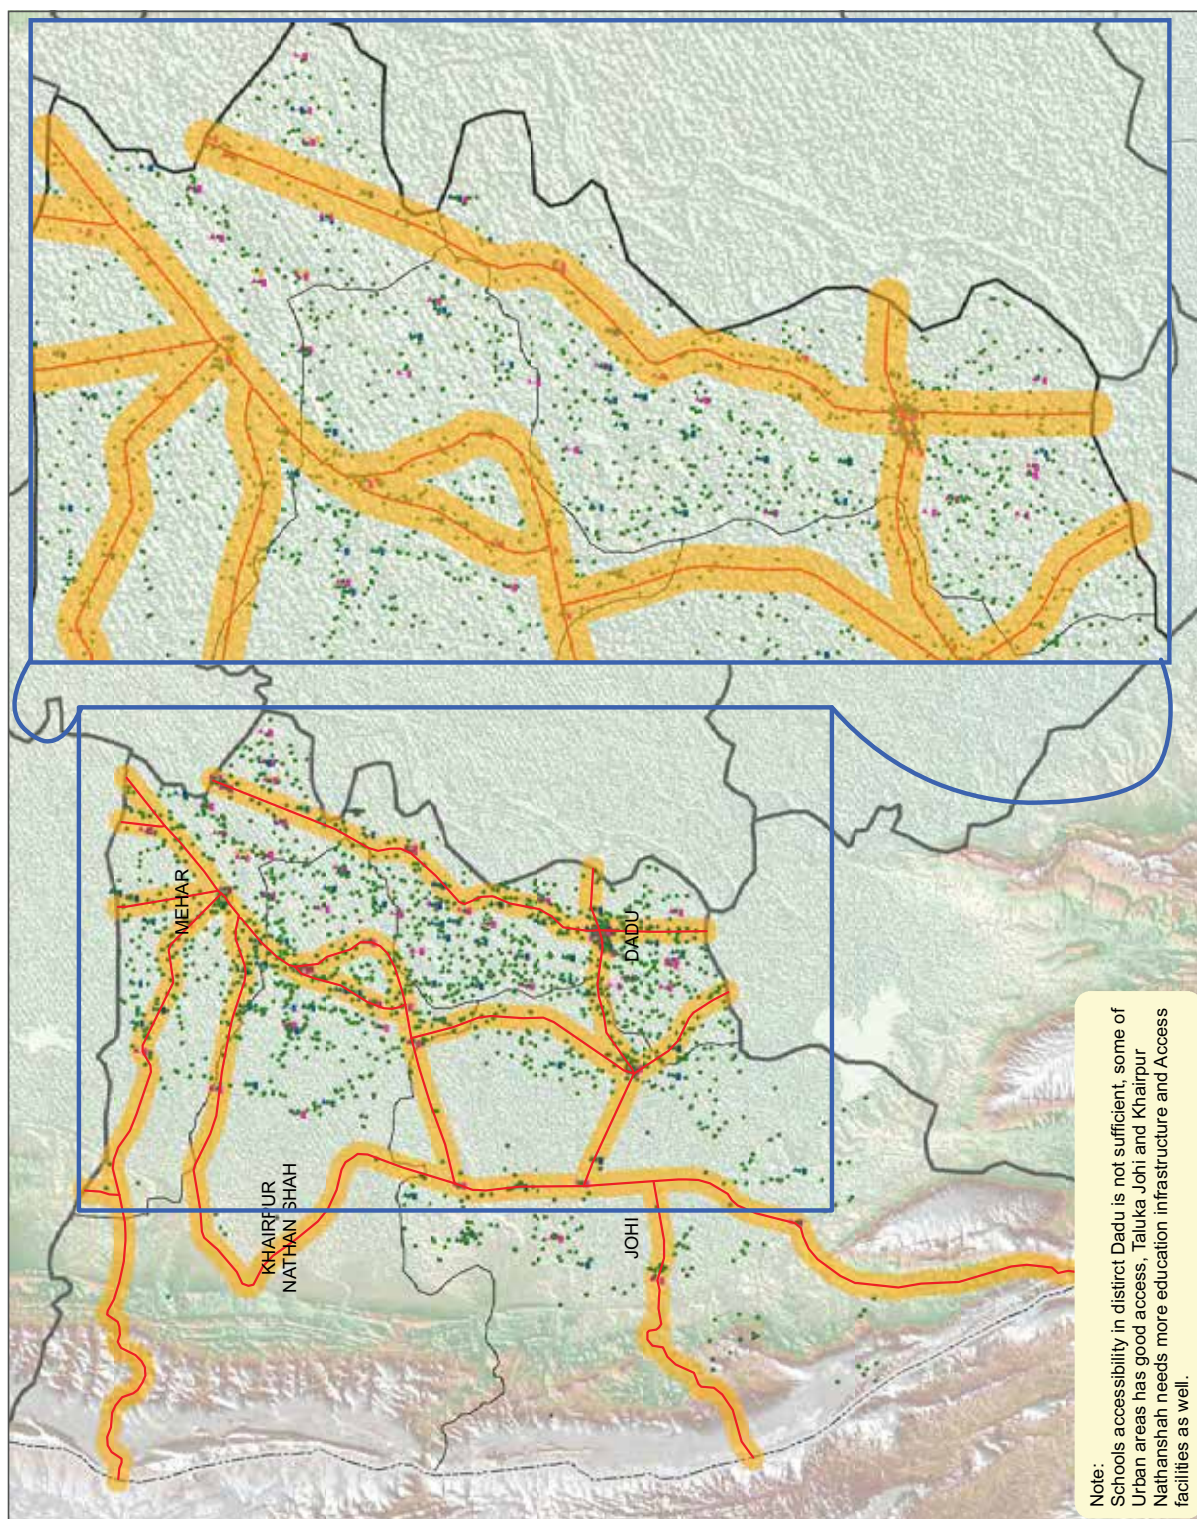 MEHAR
KHAIRPUR
NATHAN SHAH
DADU
JOHI
Note:
Schools accessibility in distirct Dadu is not sufficient, some of
Urban areas has good access, Taluka Johi and Khairpur
Nathanshah needs more education infrastructure and Access
facilities as well.